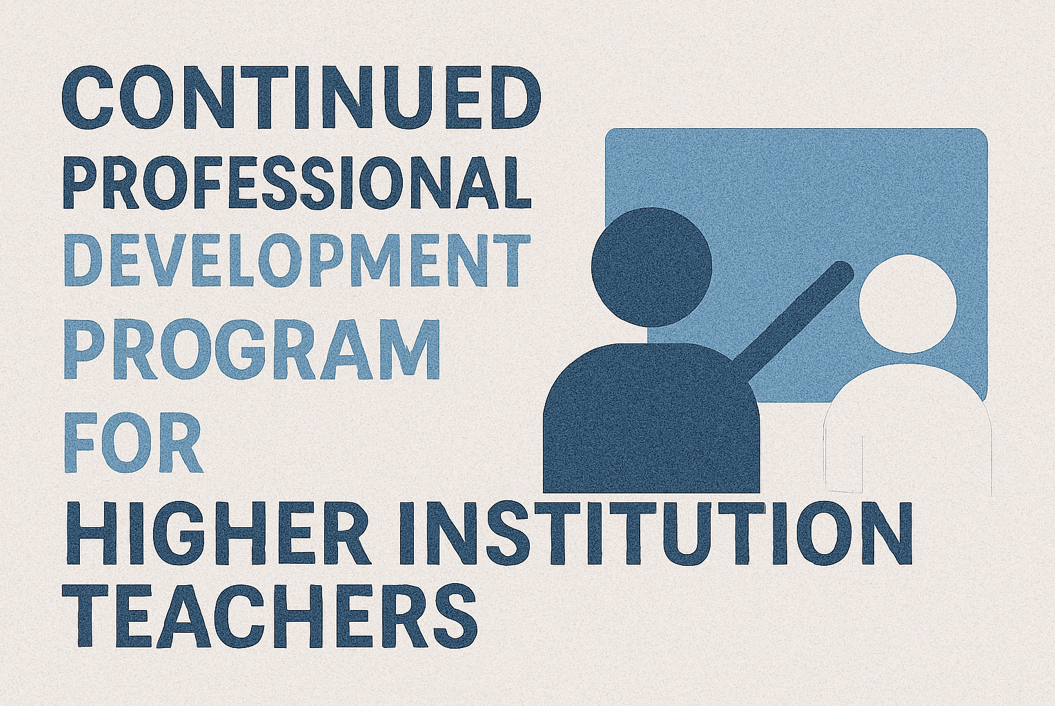 CONTINUED
PROFESSIONAL
DEVELOPMENT
PROGRAM
FOR
HIGHER INSTITUTION
TEACHERS